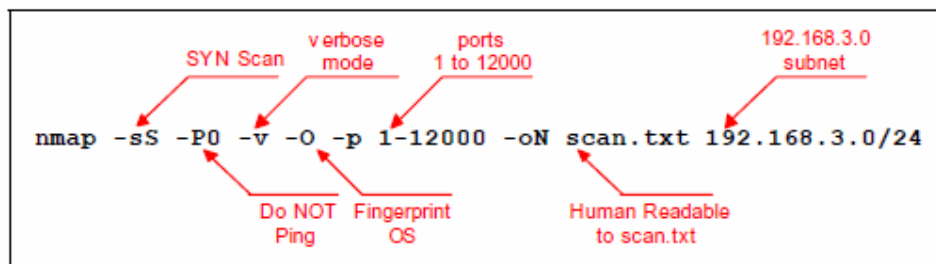 SYN Scan
verbose
mode
ports
1 to 12000
192.168.3.0
subnet
nmap -sS -P0 -v -O -p 1-12000 -oN scan.txt 192.168.3.0/24
Do NOT
Ping
Fingerprint
OS
Human Readable
to scan.txt